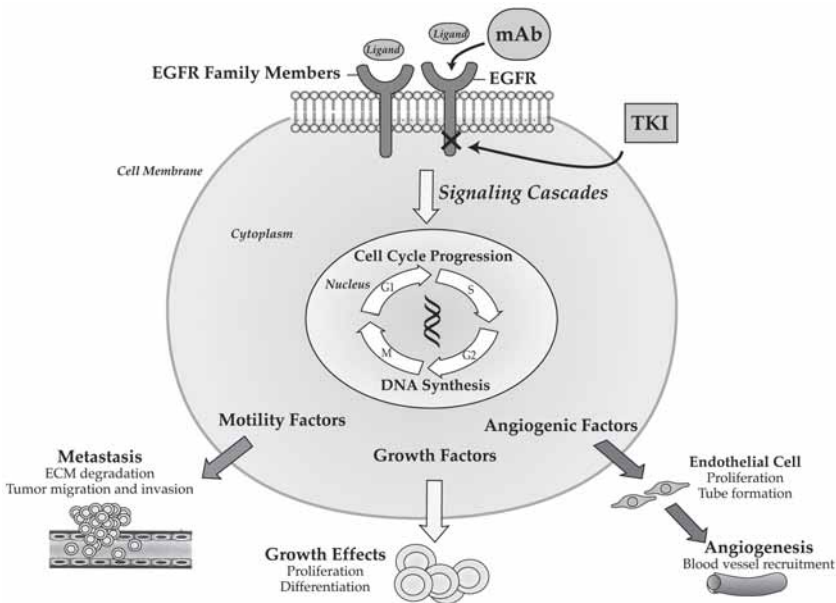 Ligand
Ligand
mAb
EGFR Family Members
EGFR
TKI
Cell Membrane
Signaling Cascades
Cytoplasm
Cell Cycle Progression
Nucleus
G1
S
M
G2
DNA Synthesis
Motility Factors
Angiogenic Factors
Growth Factors
Metastasis
ECM degradation
Tumor migration and invasion
Endothelial Cell
Proliferation
Tube formation
Growth Effects
Proliferation
Differentiation
Angiogenesis
Blood vessel recruitment